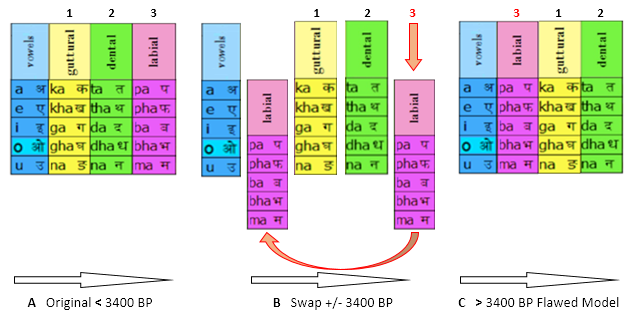 1 2 3
vowels guttural dental labial
a अ ka क ta त pa प
e ए kha ख tha थ pha फ
i इ ga ग da द ba ब
o ओ gha घ dha ध bha भ
u उ na ङ na न ma म
A Original < 3400 BP
1 2 3
vowels guttural dental
a अ ka क ta त
e ए kha ख tha थ
i इ ga ग da द
o ओ gha घ dha ध
u उ na ङ na न
labial labial
pa प pa प
pha फ pha फ
ba ब ba ब
bha भ bha भ
ma म ma म
B Swap +/- 3400 BP
3 1 2
vowels labial guttural dental
a अ pa प ka क ta त
e ए pha फ kha ख tha थ
i इ ba ब ga ग da द
o ओ bha भ gha घ dha ध
u उ ma म na ङ na न
C > 3400 BP Flawed Model